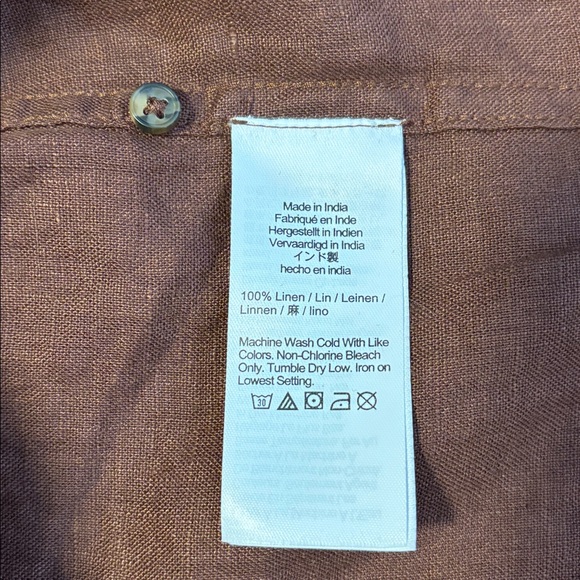 Made in India
Fabriqué en Inde
Hergestellt in Indien
Vervaardigd in India
インド製
hecho en india
100% Linen / Lin / Leinen /
Linnen / 麻 / lino
Machine Wash Cold With Like
Colors. Non-Chlorine Bleach
Only. Tumble Dry Low. Iron on
Lowest Setting.
30